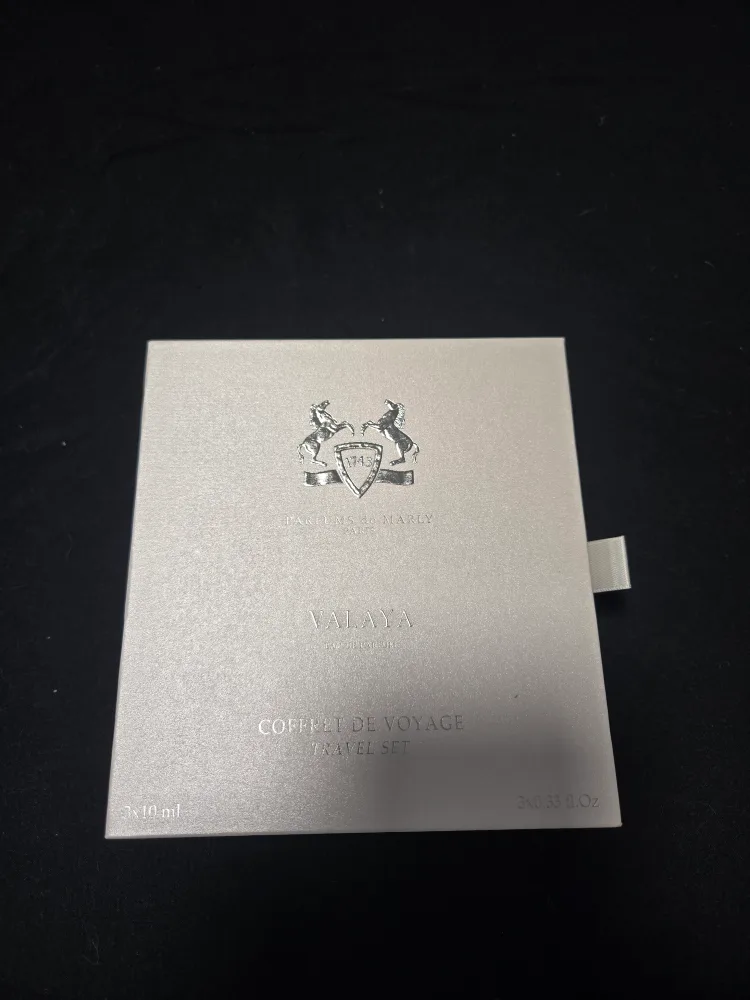 1743
PARFUMS de MARLY
PARIS
VALAYA
EAU DE PARFUM
COFFRET DE VOYAGE
TRAVEL SET
3x10 ml
3x0.33 fl.Oz